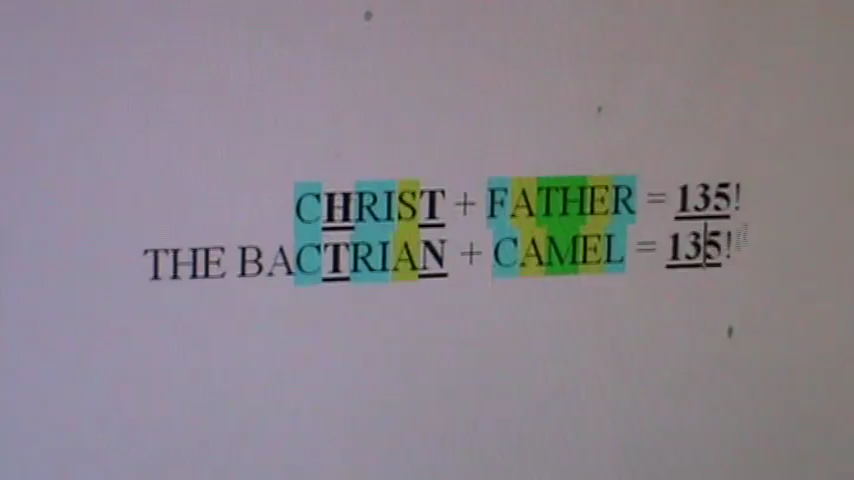 CHRIST + FATHER = 135!
THE BACTRIAN + CAMEL = 135!